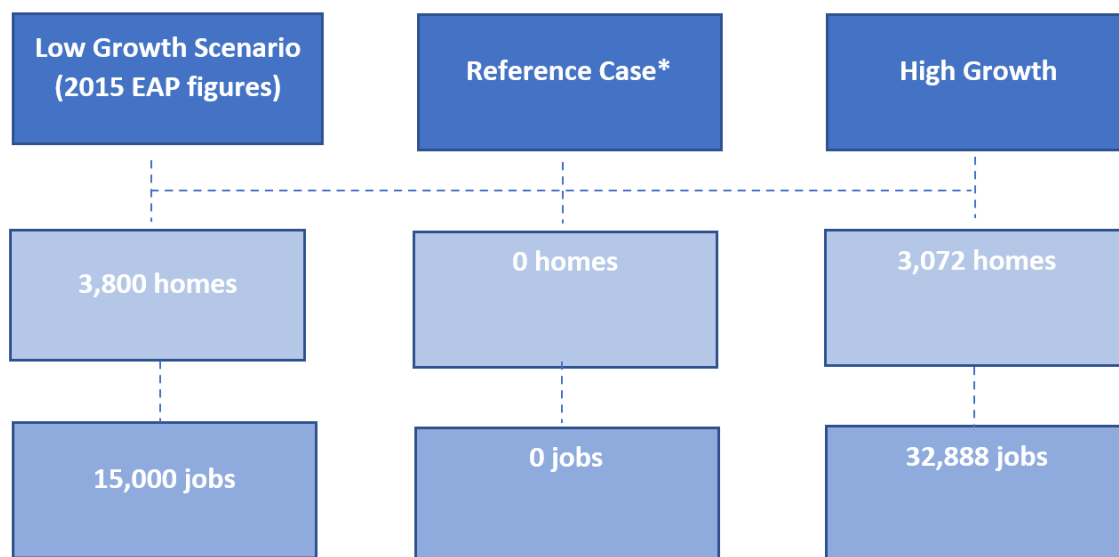 Low Growth Scenario
(2015 EAP figures)
Reference Case*
High Growth
3,800 homes
0 homes
3,072 homes
15,000 jobs
0 jobs
32,888 jobs